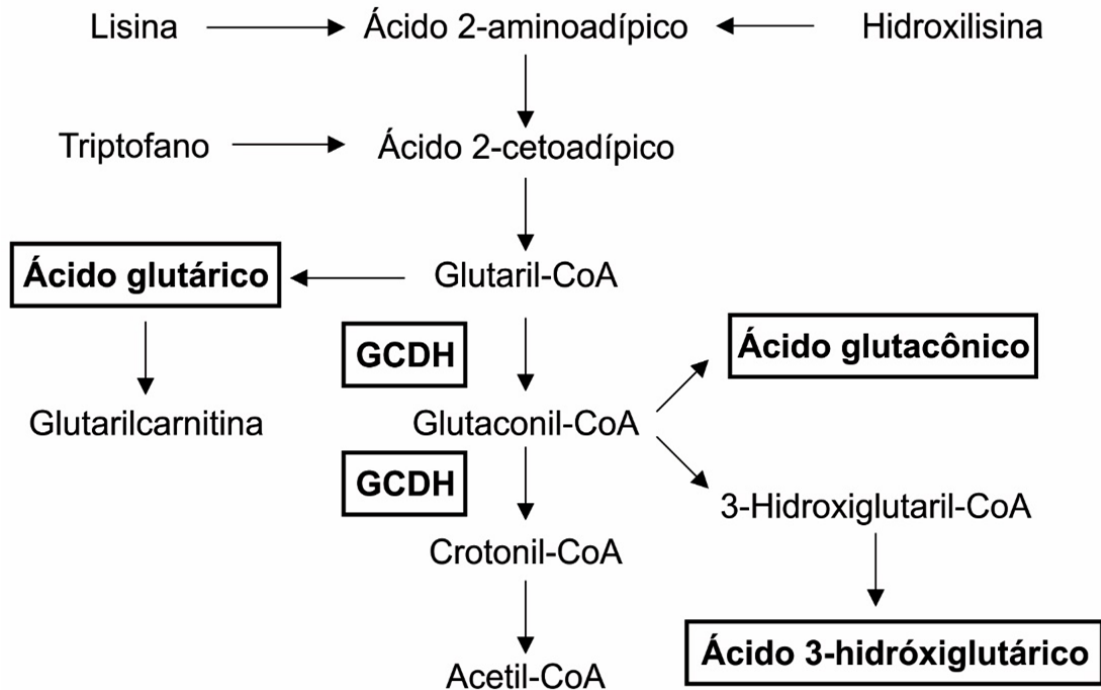 Lisina Ácido 2-aminoadípico Hidroxilisina
Triptofano Ácido 2-cetoadípico
Ácido glutárico Glutaril-CoA
GCDH Ácido glutacônico
Glutarilcarnitina Glutaconil-CoA
GCDH
3-Hidroxiglutaril-CoA
Crotonil-CoA
Ácido 3-hidróxiglutárico
Acetil-CoA